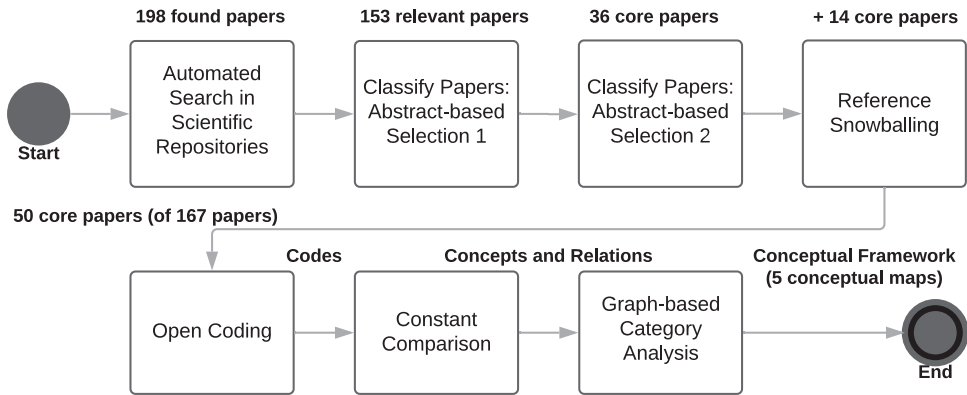 198 found papers
153 relevant papers
36 core papers
+ 14 core papers
Start
Automated
Search in
Scientific
Repositories
Classify Papers:
Abstract-based
Selection 1
Classify Papers:
Abstract-based
Selection 2
Reference
Snowballing
50 core papers (of 167 papers)
Codes
Concepts and Relations
Conceptual Framework
(5 conceptual maps)
Open Coding
Constant
Comparison
Graph-based
Category
Analysis
End